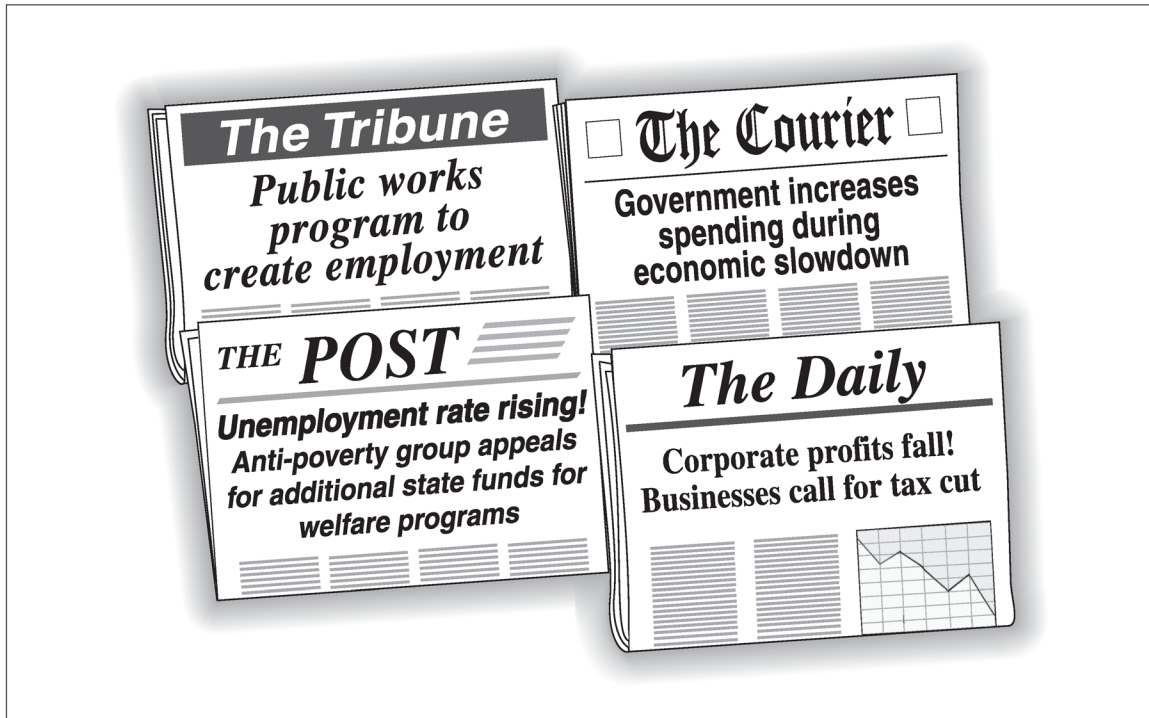 The Tribune
Public works
program to
create employment
The Courier
Government increases
spending during
economic slowdown
THE POST
Unemployment rate rising!
Anti-poverty group appeals
for additional state funds for
welfare programs
The Daily
Corporate profits fall!
Businesses call for tax cut